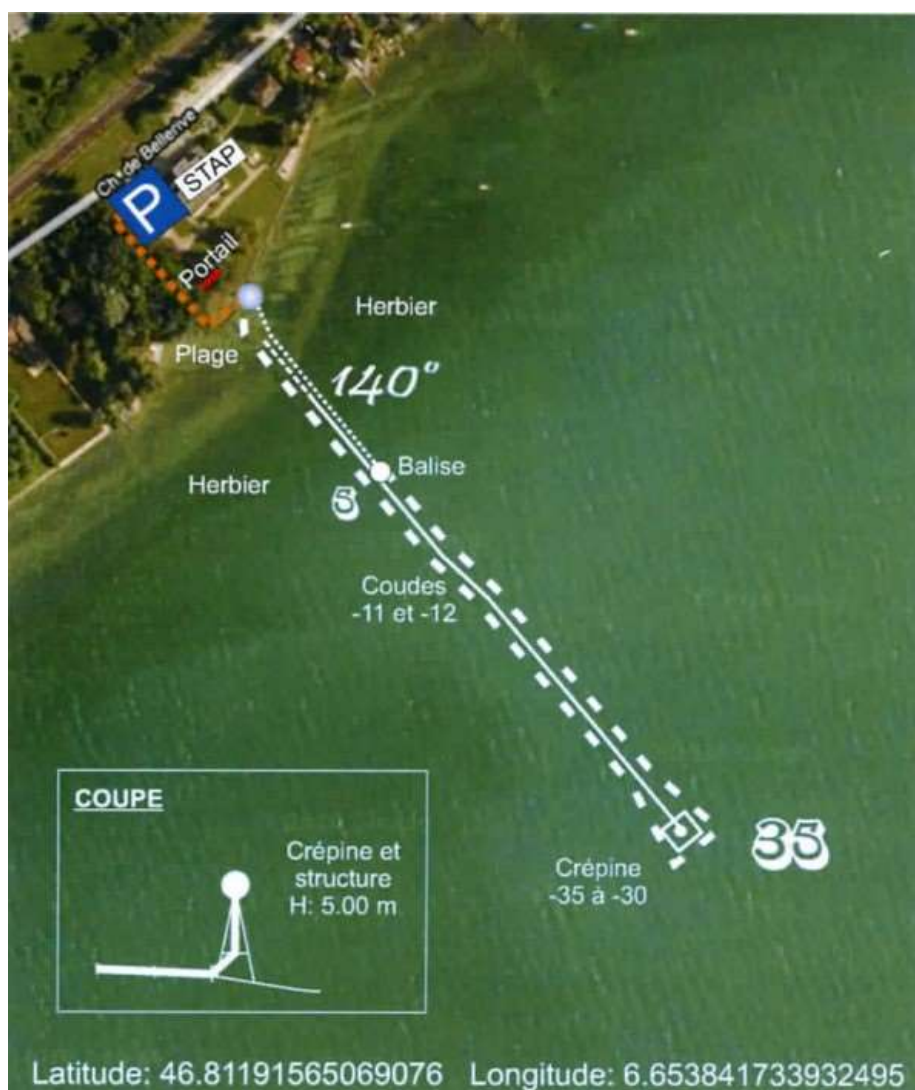 Ch. de Bellerive
P
STAP
Portail
Herbier
Plage
140°
Herbier
Balise
5
Coudes
-11 et -12
COUPE
Crépine et
structure
H: 5.00 m
35
Crépine
-35 à -30
Latitude: 46.81191565069076 Longitude: 6.653841733932495